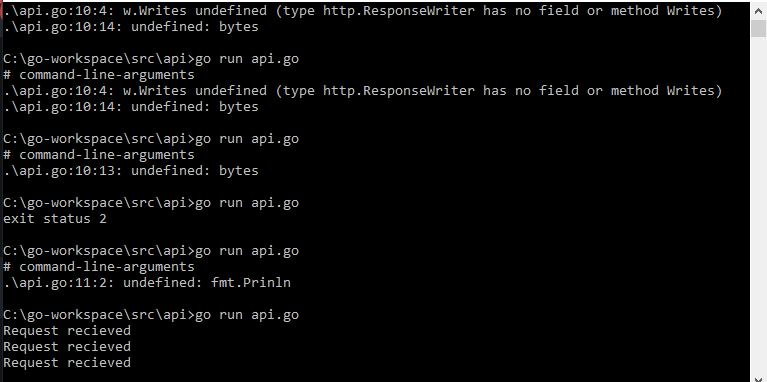 .\api.go:10:4: w.Writes undefined (type http.ResponseWriter has no field or method Writes)
.\api.go:10:14: undefined: bytes
C:\go-workspace\src\api>go run api.go
# command-line-arguments
.\api.go:10:4: w.Writes undefined (type http.ResponseWriter has no field or method Writes)
.\api.go:10:14: undefined: bytes
C:\go-workspace\src\api>go run api.go
# command-line-arguments
.\api.go:10:13: undefined: bytes
C:\go-workspace\src\api>go run api.go
exit status 2
C:\go-workspace\src\api>go run api.go
# command-line-arguments
.\api.go:11:2: undefined: fmt.Prinln
C:\go-workspace\src\api>go run api.go
Request recieved
Request recieved
Request recieved